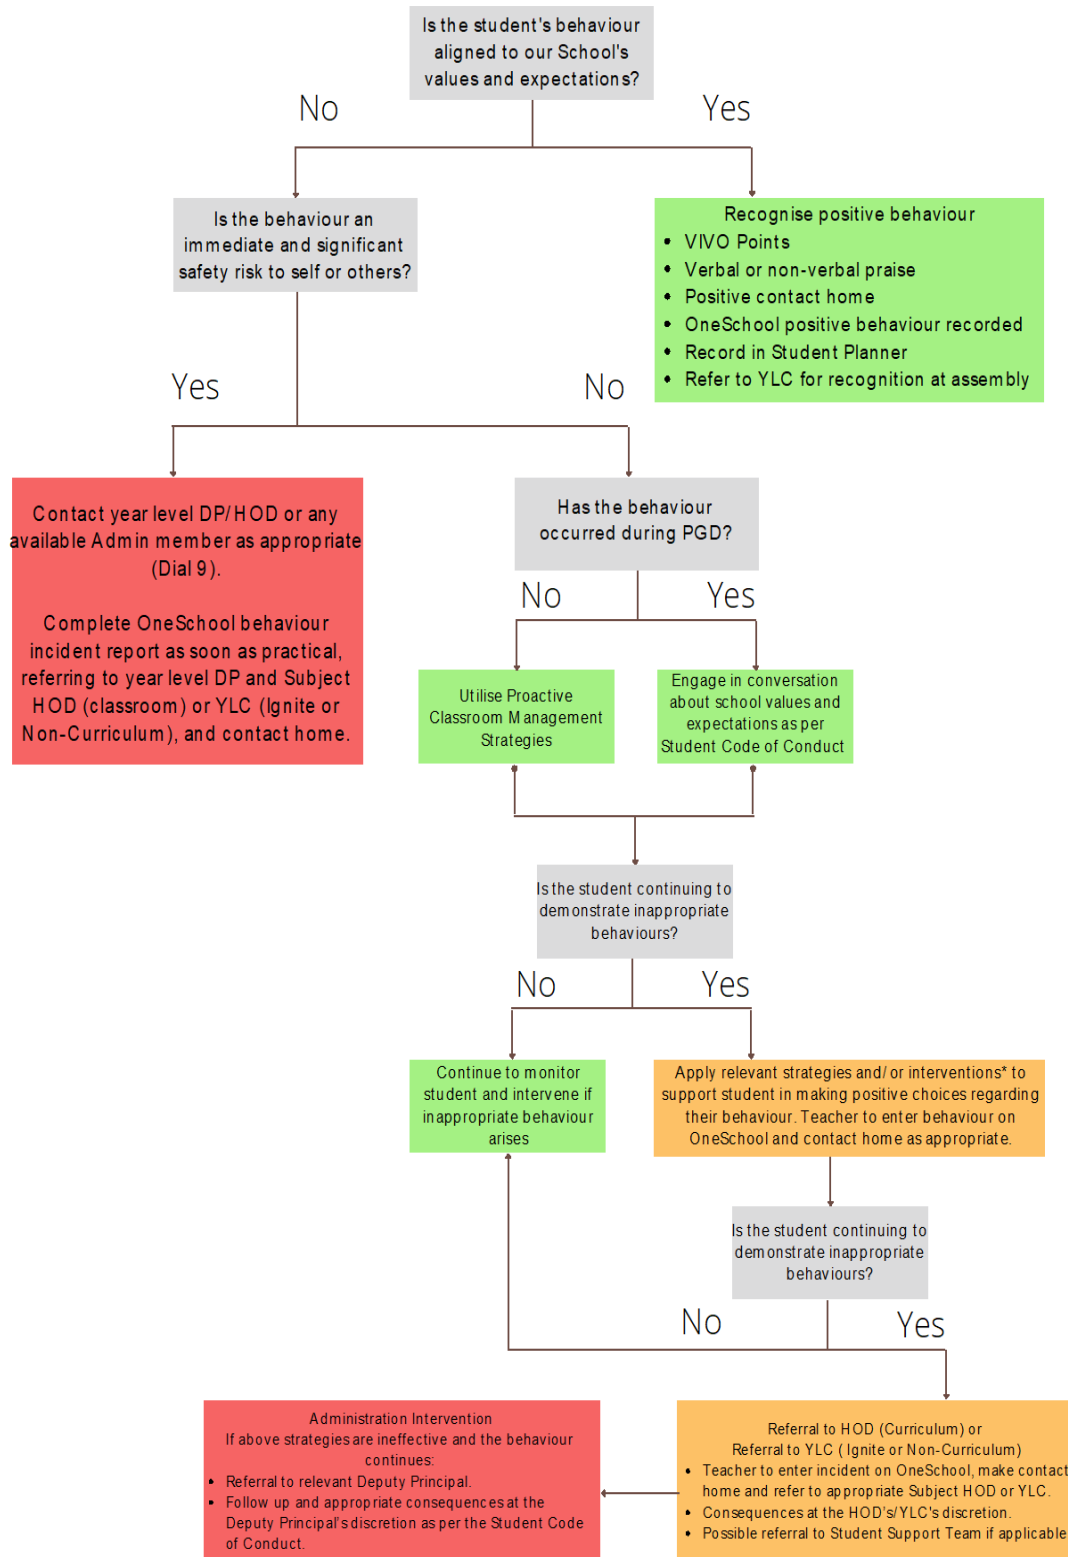 Is the student's behaviour
aligned to our School's
values and expectations?
No
Yes
Is the behaviour an
immediate and significant
safety risk to self or others?
Recognise positive behaviour
• VIVO Points
• Verbal or non-verbal praise
• Positive contact home
• OneSchool positive behaviour recorded
• Record in Student Planner
• Refer to YLC for recognition at assembly
Yes
No
Contact year level DP/HOD or any
available Admin member as appropriate
(Dial 9).
Complete OneSchool behaviour
incident report as soon as practical,
referring to year level DP and Subject
HOD (classroom) or YLC (Ignite or
Non-Curriculum), and contact home.
Has the behaviour
occurred during PGD?
No
Yes
Utilise Proactive
Classroom Management
Strategies
Engage in conversation
about school values and
expectations as per
Student Code of Conduct
Is the student continuing to
demonstrate inappropriate
behaviours?
No
Yes
Continue to monitor
student and intervene if
inappropriate behaviour
arises
Apply relevant strategies and/or interventions* to
support student in making positive choices regarding
their behaviour. Teacher to enter behaviour on
OneSchool and contact home as appropriate.
Is the student continuing to
demonstrate inappropriate
behaviours?
No
Yes
Administration Intervention
If above strategies are ineffective and the behaviour
continues:
• Referral to relevant Deputy Principal.
• Follow up and appropriate consequences at the
Deputy Principal's discretion as per the Student Code
of Conduct.
Referral to HOD (Curriculum) or
Referral to YLC ( Ignite or Non-Curriculum)
• Teacher to enter incident on OneSchool, make contact
home and refer to appropriate Subject HOD or YLC.
• Consequences at the HOD's/YLC's discretion.
• Possible referral to Student Support Team if applicable